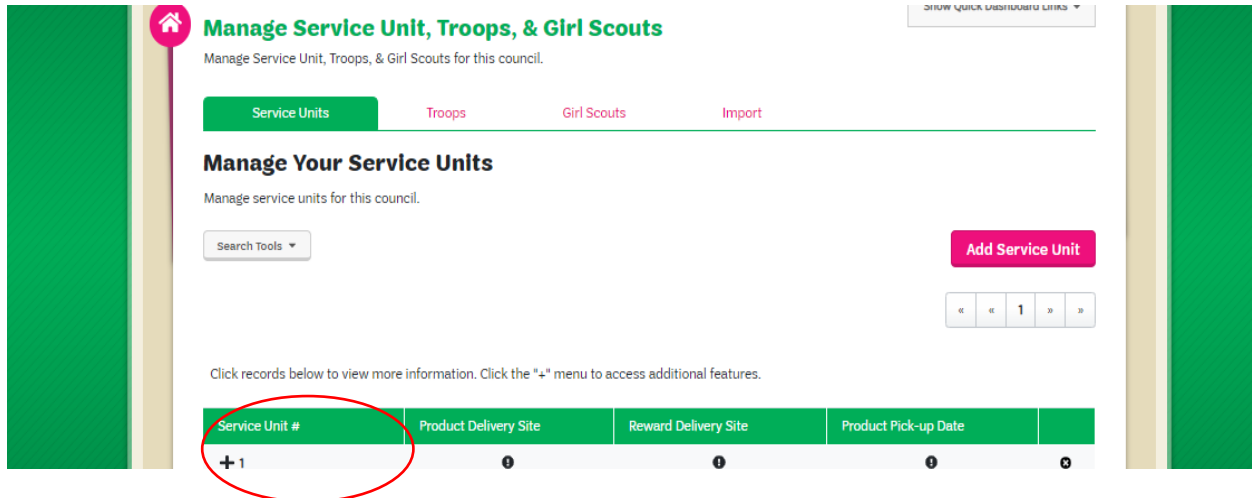 Show Quick Dashboard Links
Manage Service Unit, Troops, & Girl Scouts
Manage Service Unit, Troops, & Girl Scouts for this council.
Service Units Troops Girl Scouts Import
Manage Your Service Units
Manage service units for this council.
Search Tools
Add Service Unit
« « 1 » »
Click records below to view more information. Click the "+" menu to access additional features.
Service Unit # Product Delivery Site Reward Delivery Site Product Pick-up Date
+ 1